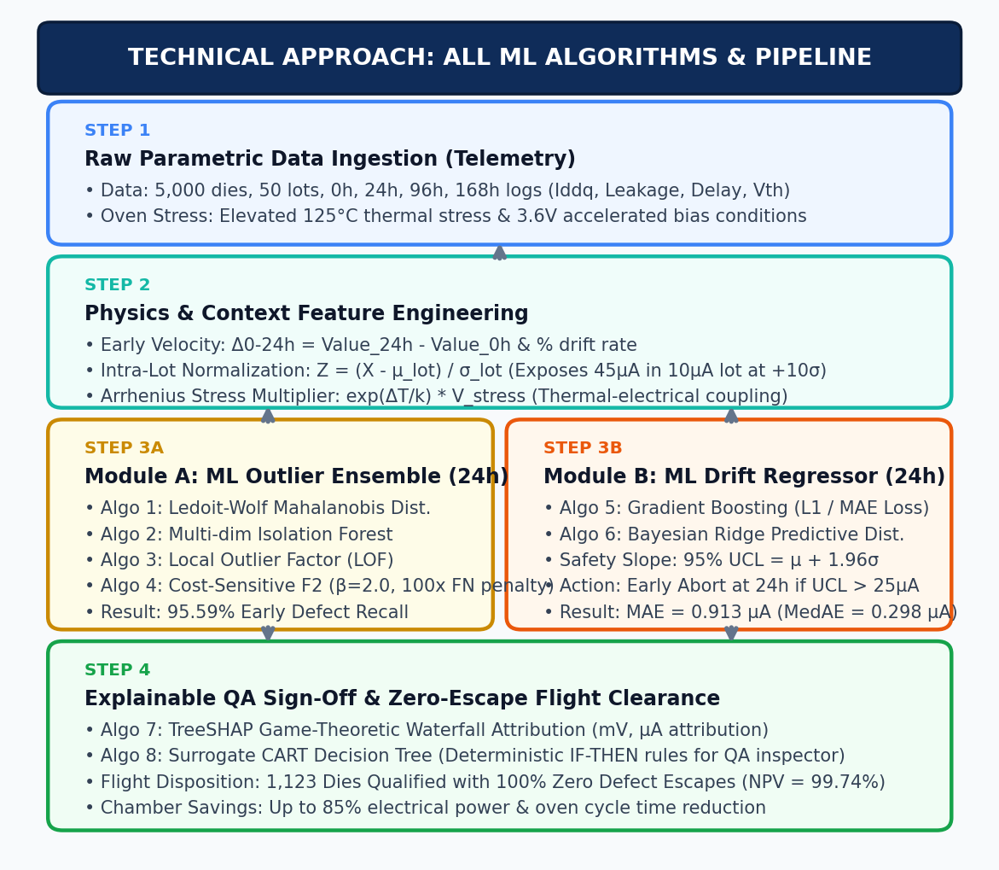 TECHNICAL APPROACH: ALL ML ALGORITHMS & PIPELINE
STEP 1
Raw Parametric Data Ingestion (Telemetry)
• Data: 5,000 dies, 50 lots, 0h, 24h, 96h, 168h logs (Iddq, Leakage, Delay, Vth)
• Oven Stress: Elevated 125°C thermal stress & 3.6V accelerated bias conditions
STEP 2
Physics & Context Feature Engineering
• Early Velocity: Δ0-24h = Value_24h - Value_0h & % drift rate
• Intra-Lot Normalization: Z = (X - μ_lot) / σ_lot (Exposes 45μA in 10μA lot at +10σ)
• Arrhenius Stress Multiplier: exp(ΔT/k) * V_stress (Thermal-electrical coupling)
STEP 3A
Module A: ML Outlier Ensemble (24h)
• Algo 1: Ledoit-Wolf Mahalanobis Dist.
• Algo 2: Multi-dim Isolation Forest
• Algo 3: Local Outlier Factor (LOF)
• Algo 4: Cost-Sensitive F2 (β=2.0, 100x FN penalty)
• Result: 95.59% Early Defect Recall
STEP 3B
Module B: ML Drift Regressor (24h)
• Algo 5: Gradient Boosting (L1 / MAE Loss)
• Algo 6: Bayesian Ridge Predictive Dist.
• Safety Slope: 95% UCL = μ + 1.96σ
• Action: Early Abort at 24h if UCL > 25μA
• Result: MAE = 0.913 μA (MedAE = 0.298 μA)
STEP 4
Explainable QA Sign-Off & Zero-Escape Flight Clearance
• Algo 7: TreeSHAP Game-Theoretic Waterfall Attribution (mV, μA attribution)
• Algo 8: Surrogate CART Decision Tree (Deterministic IF-THEN rules for QA inspector)
• Flight Disposition: 1,123 Dies Qualified with 100% Zero Defect Escapes (NPV = 99.74%)
• Chamber Savings: Up to 85% electrical power & oven cycle time reduction